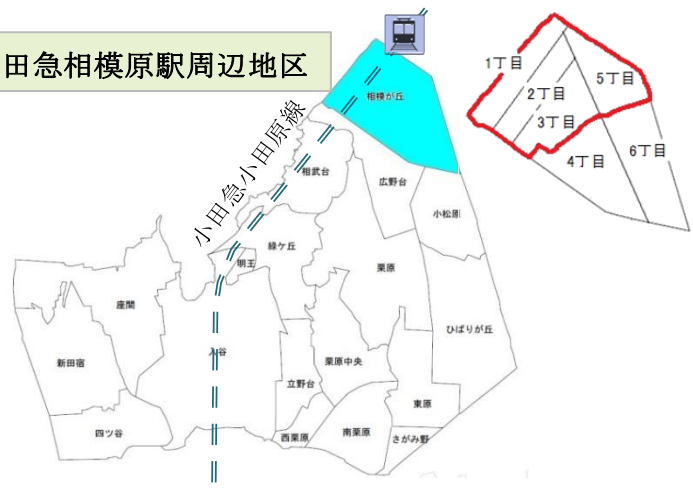 田急相模原駅周辺地区
小田急小田原線
相模が丘
相武台
広野台
小松原
緑ケ丘
明王
栗原
座間
入谷
ひばりが丘
新田宿
栗原中央
立野台
東原
四ツ谷
西栗原
南栗原
さがみ野
1丁目
2丁目
3丁目
5丁目
4丁目
6丁目